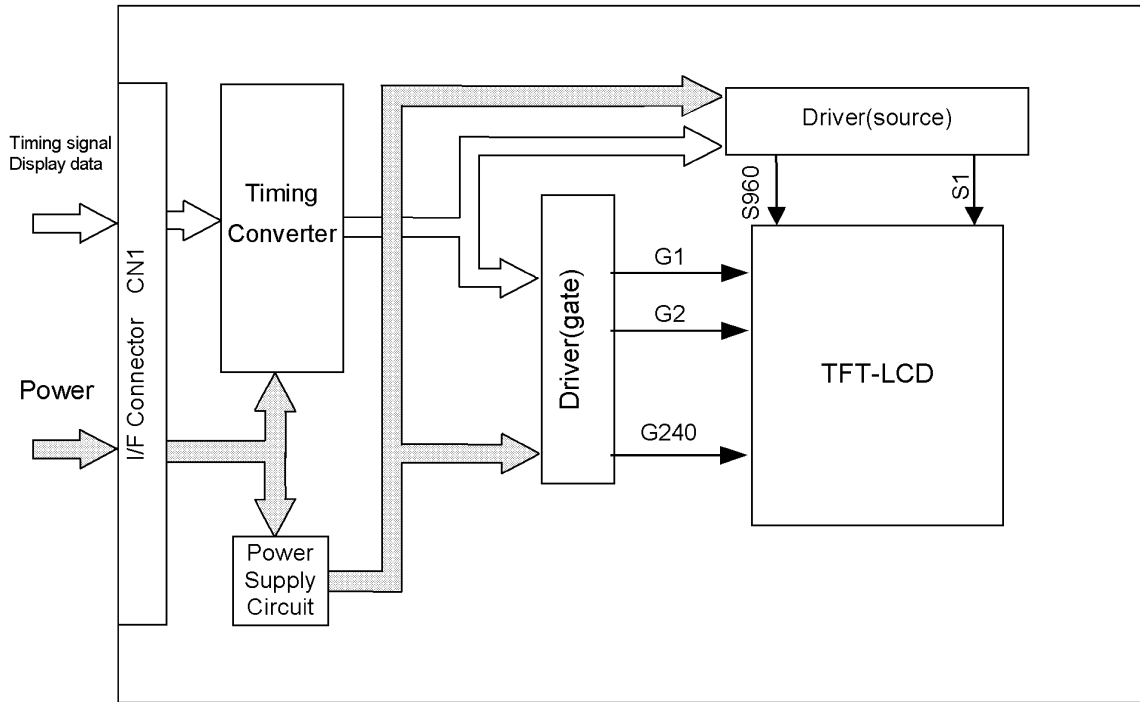 Timing signal
Display data
Power
I/F Connector CN1
Timing
Converter
Power
Supply
Circuit
Driver(source)
S960
S1
Driver(gate)
G1
G2
G240
TFT-LCD